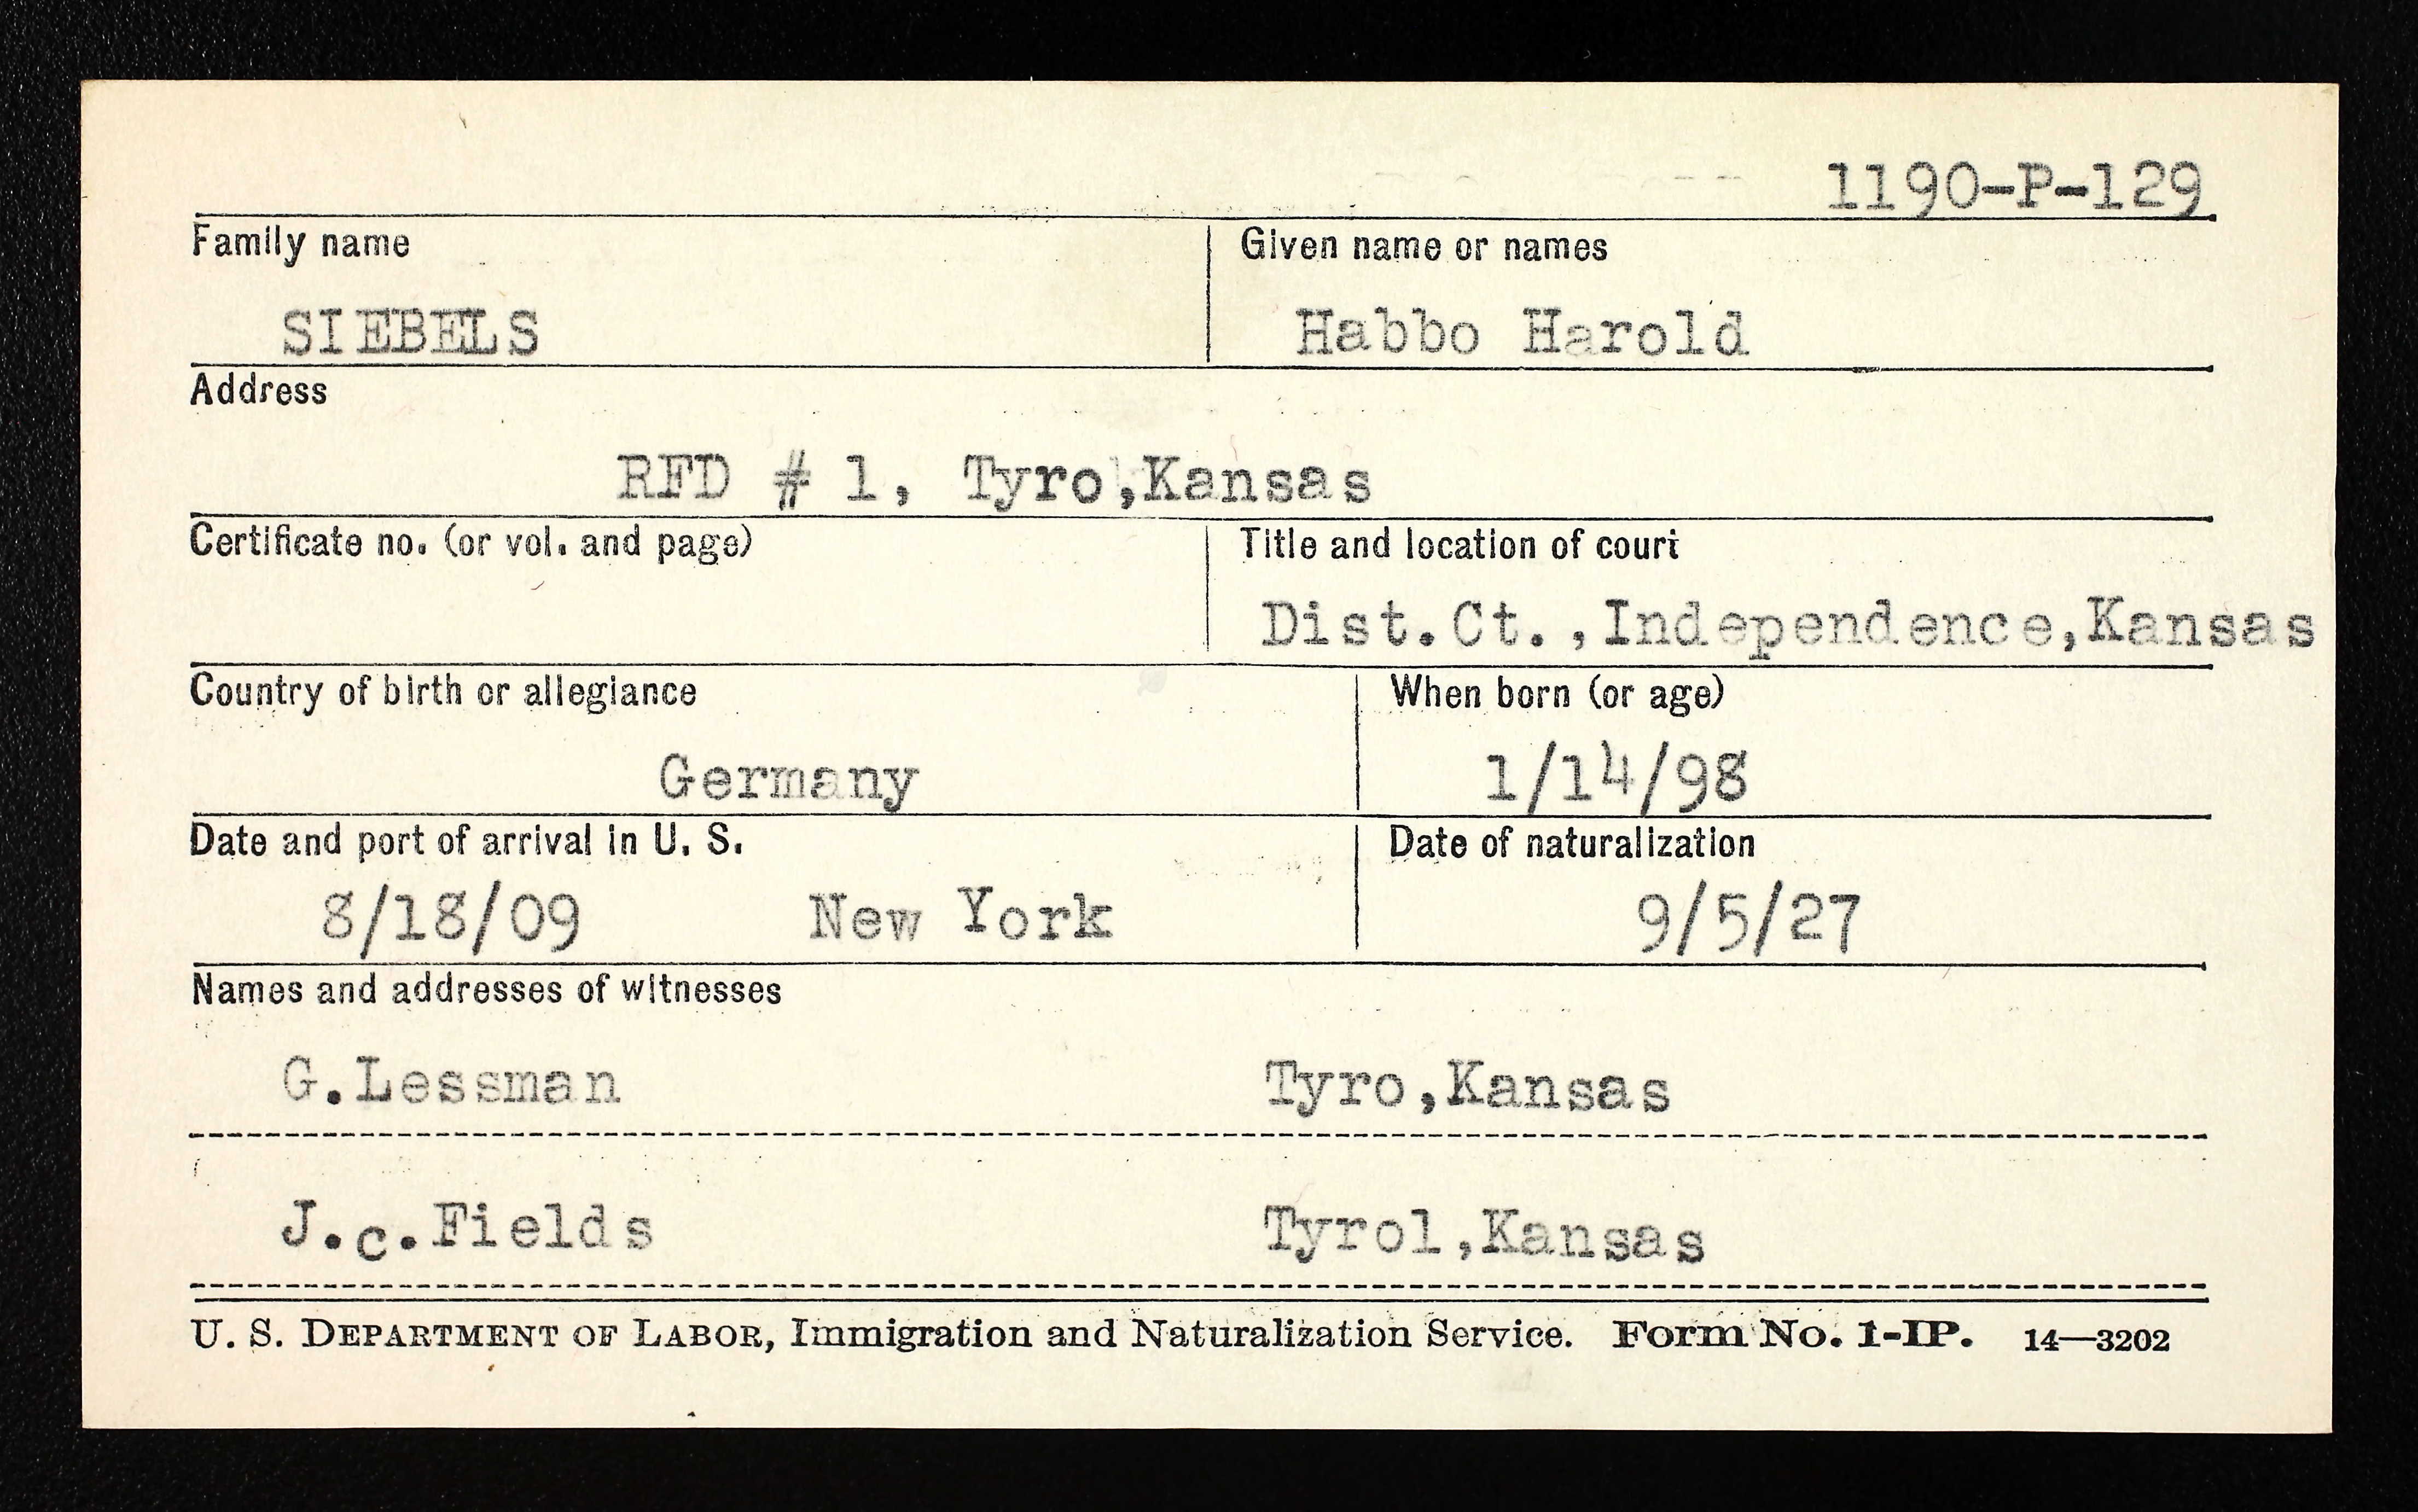 1190-P-129
Family name Given name or names
SIEBELS Habbo Harold
Address
RFD # 1, Tyro,Kansas
Certificate no. (or vol. and page) Title and location of court
Dist.Ct.,Independence,Kansas
Country of birth or allegiance When born (or age)
Germany 1/14/98
Date and port of arrival in U. S. Date of naturalization
8/18/09 New York 9/5/27
Names and addresses of witnesses
G.Lessman Tyro,Kansas
J.c.Fields Tyrol,Kansas
U. S. DEPARTMENT OF LABOR, Immigration and Naturalization Service. Form No. 1-IP. 14—3202